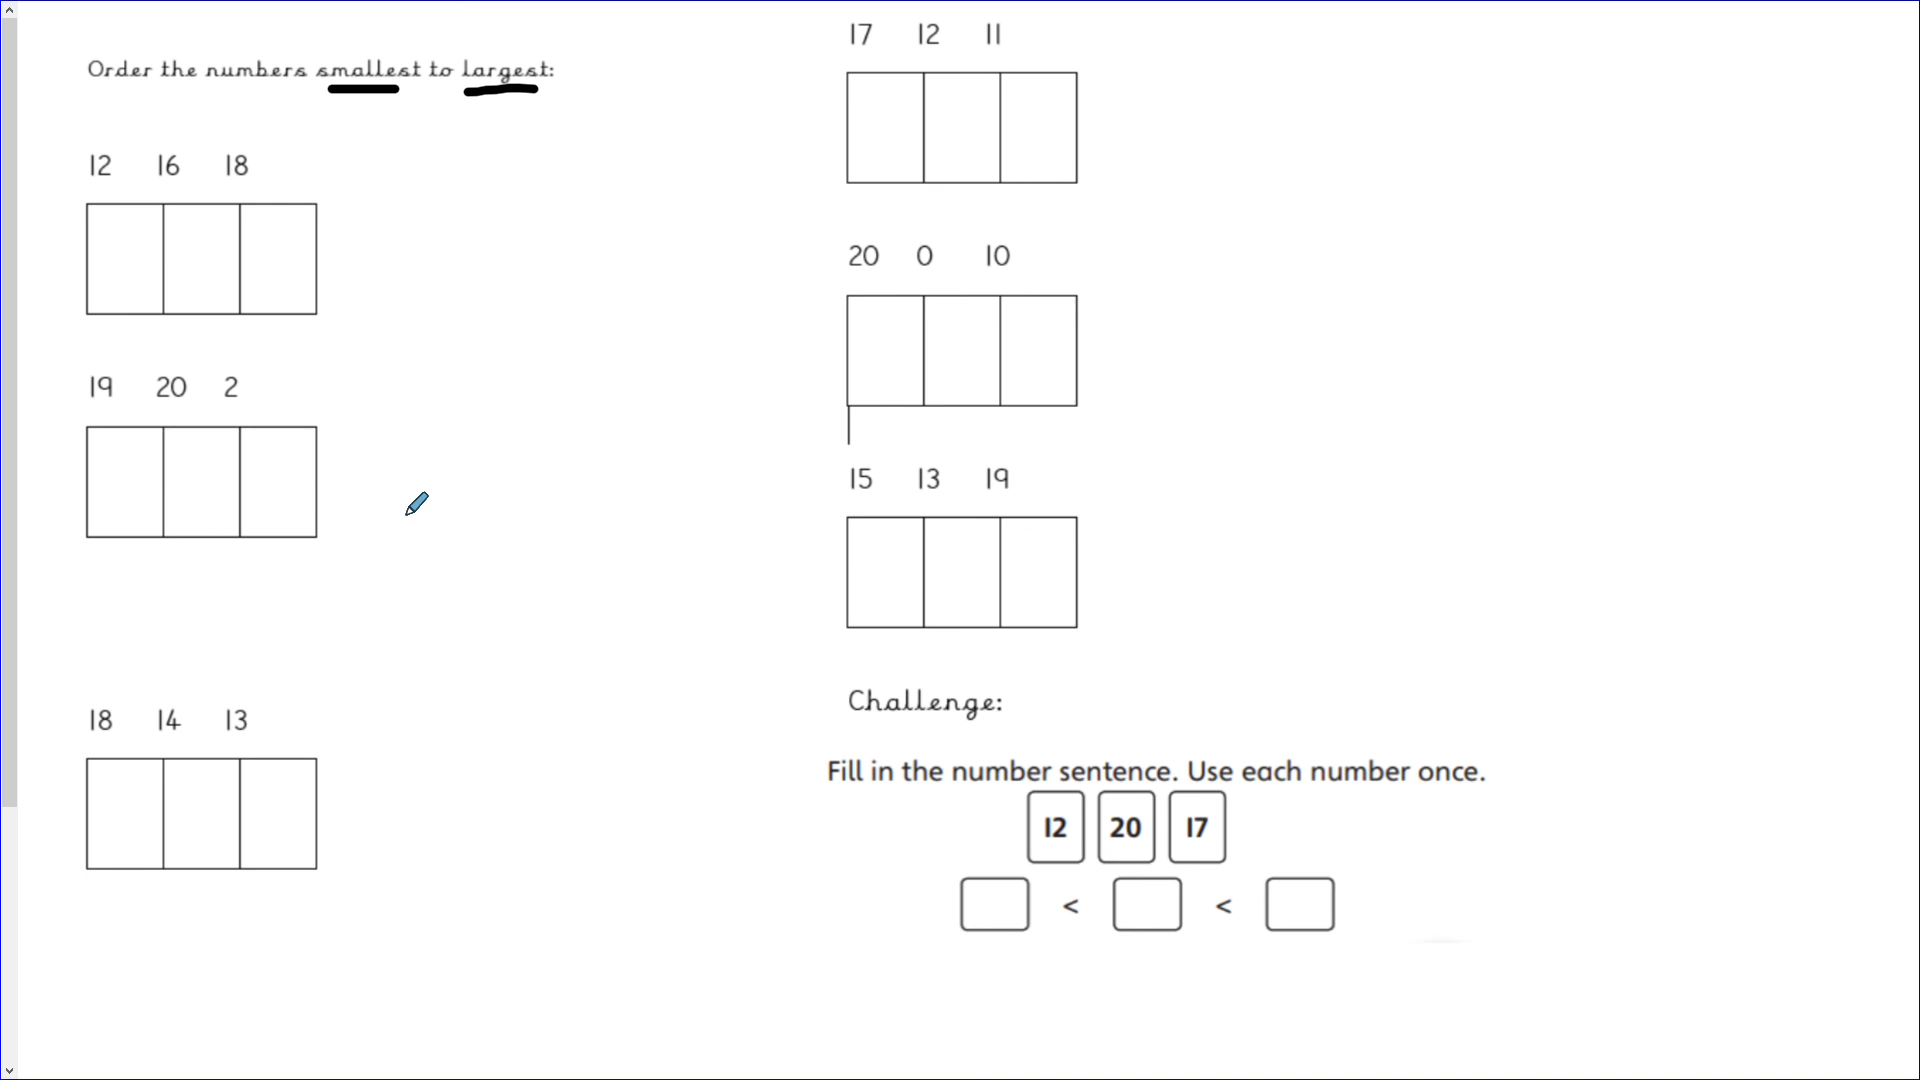 Order the numbers smallest to largest:
12 16 18
19 20 2
18 14 13
17 12 11
20 0 10
15 13 19
Challenge:
Fill in the number sentence. Use each number once.
12 20 17
< <